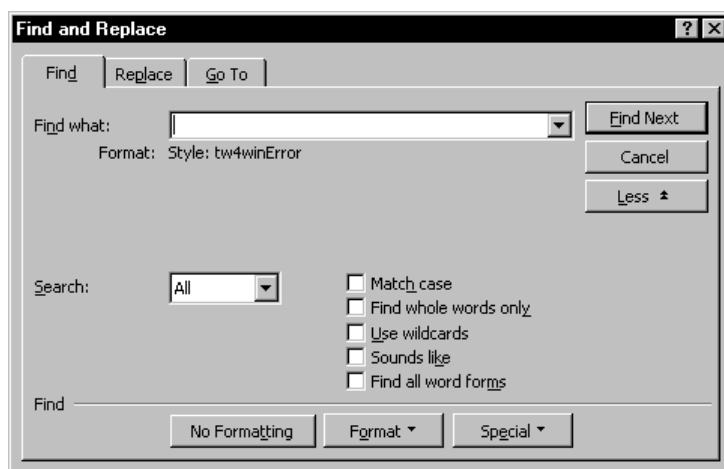 Find and Replace
Find Replace Go To
Find what: Find Next
Format: Style: tw4winError
Cancel
Less
Search: All
Match case
Find whole words only
Use wildcards
Sounds like
Find all word forms
Find
No Formatting Format Special